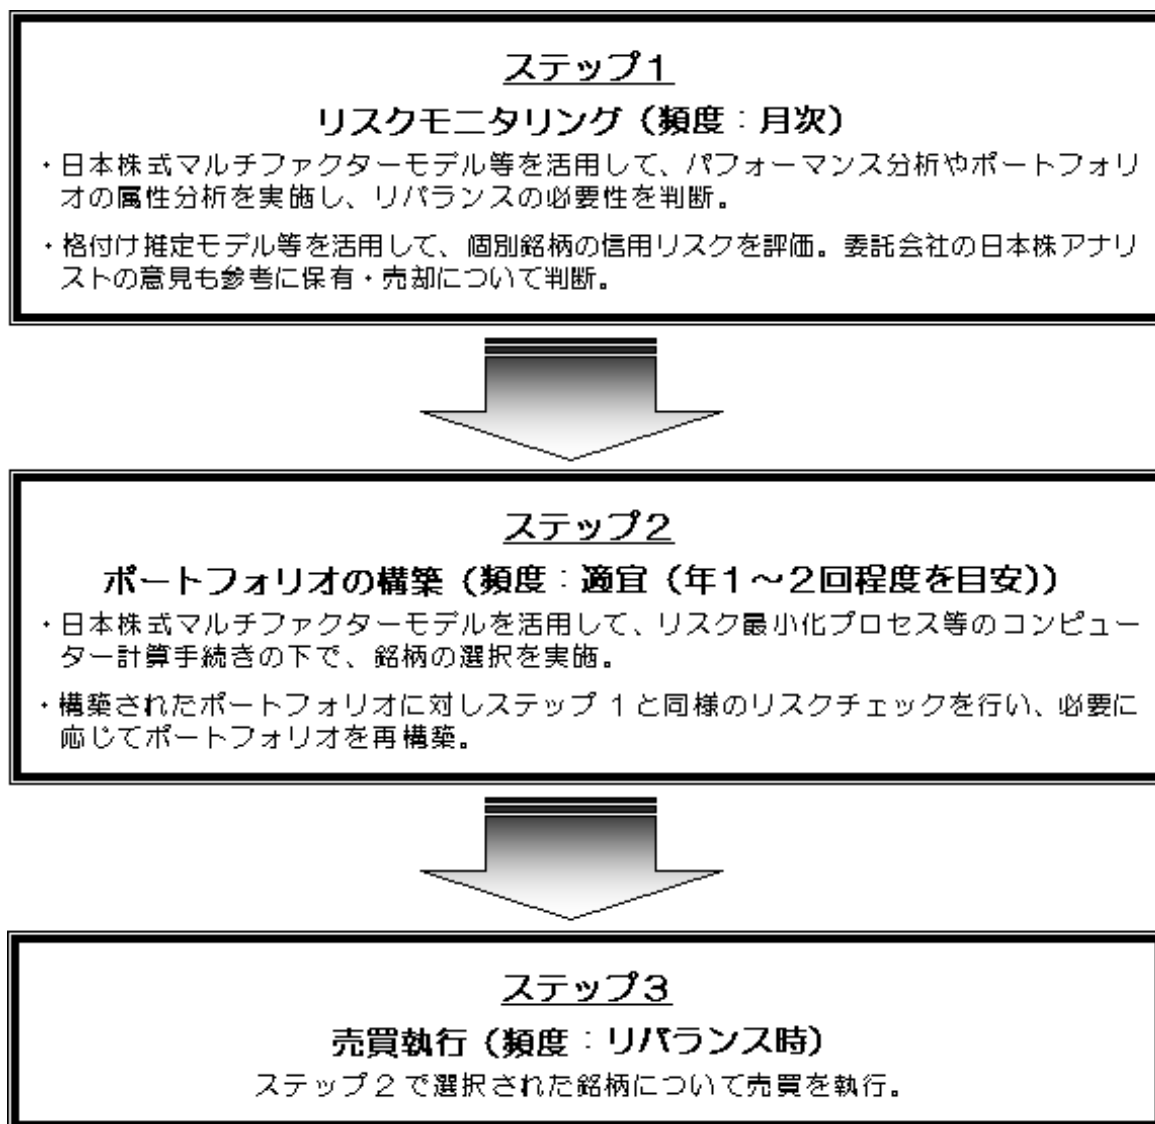 ステップ1
リスクモニタリング（頻度：月次）
・日本株式マルチファクターモデル等を活用して、パフォーマンス分析やポートフォリ
オの属性分析を実施し、リバランスの必要性を判断。
・格付け推定モデル等を活用して、個別銘柄の信用リスクを評価。委託会社の日本株アナリ
ストの意見も参考に保有・売却について判断。
ステップ2
ポートフォリオの構築（頻度：適宜（年1～2回程度を目安））
・日本株式マルチファクターモデルを活用して、リスク最小化プロセス等のコンピュー
ター計算手続きの下で、銘柄の選択を実施。
・構築されたポートフォリオに対しステップ 1 と同様のリスクチェックを行い、必要に
応じてポートフォリオを再構築。
ステップ3
売買執行（頻度：リバランス時）
ステップ2で選択された銘柄について売買を執行。